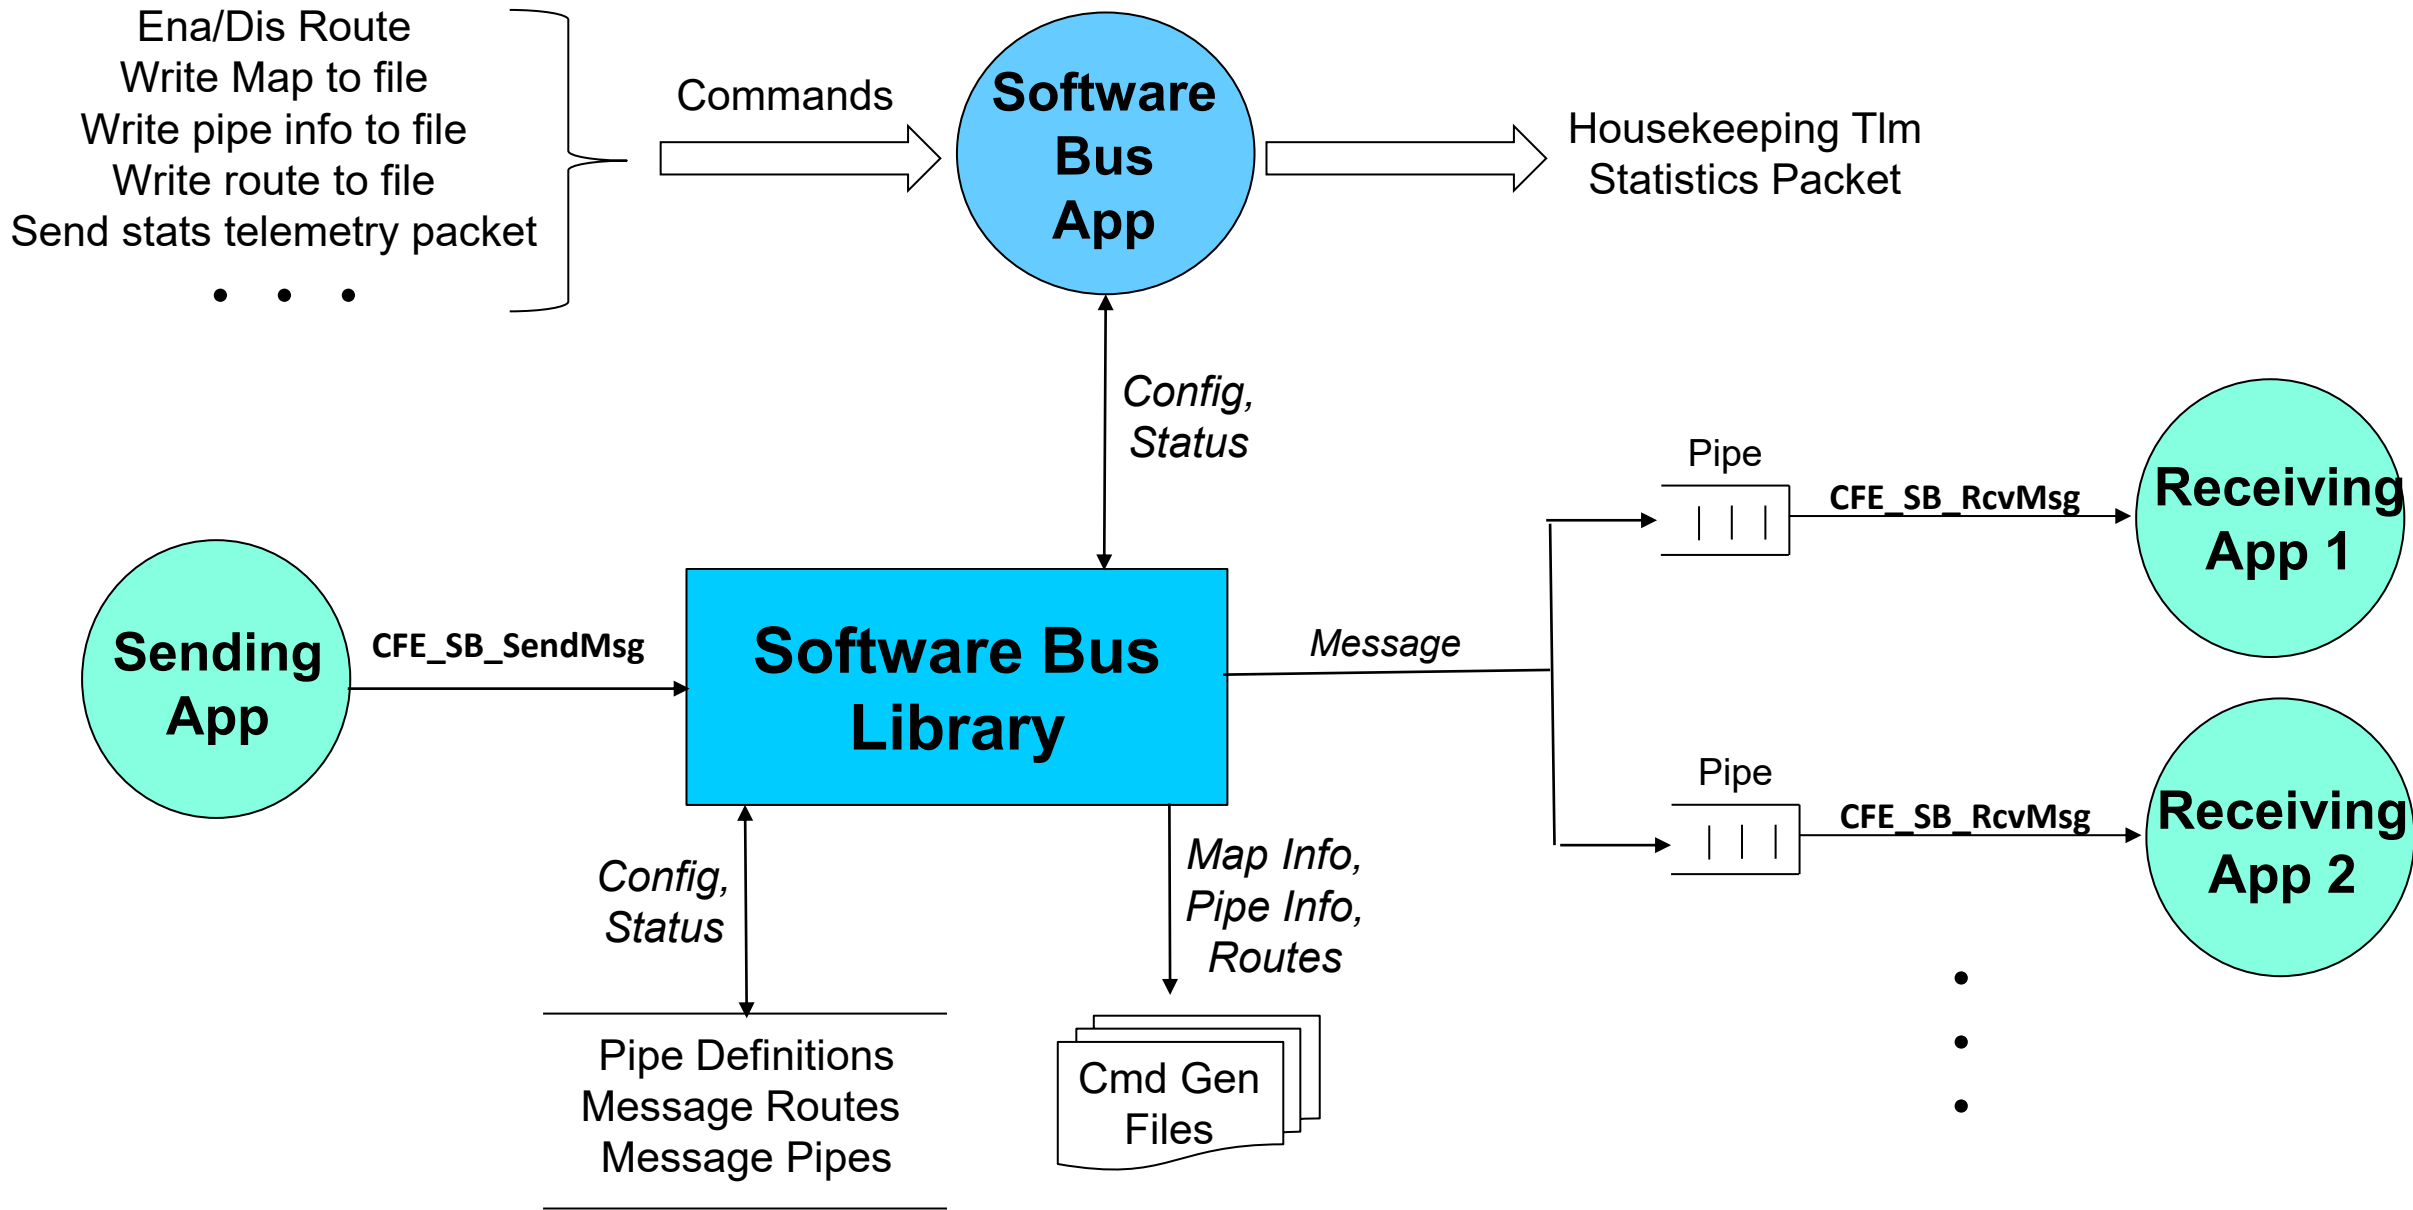 Ena/Dis Route
Write Map to file
Write pipe info to file
Write route to file
Send stats telemetry packet
• • •
Commands
Software
Bus
App
Housekeeping Tlm
Statistics Packet
Config,
Status
Pipe
CFE_SB_RcvMsg
Receiving
App 1
Sending
App
CFE_SB_SendMsg
Software Bus
Library
Message
Pipe
CFE_SB_RcvMsg
Receiving
App 2
Config,
Status
Map Info,
Pipe Info,
Routes
Pipe Definitions
Message Routes
Message Pipes
Cmd Gen
Files
•
•
•